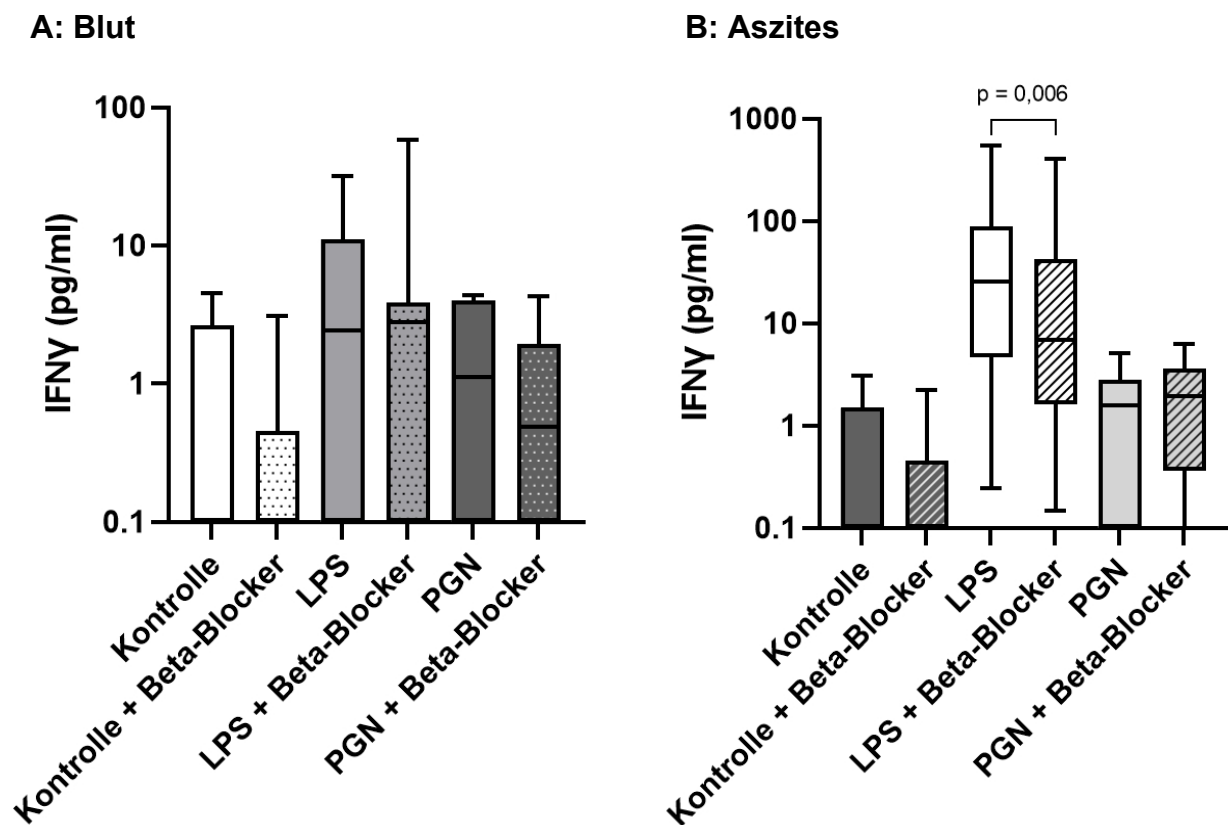 A: Blut
100
10
1
0.1
IFNγ (pg/ml)
Kontrolle
Kontrolle + Beta-Blocker
LPS
LPS + Beta-Blocker
PGN
PGN + Beta-Blocker
B: Aszites
p = 0,006
1000
100
10
1
0.1
IFNγ (pg/ml)
Kontrolle
Kontrolle + Beta-Blocker
LPS
LPS + Beta-Blocker
PGN
PGN + Beta-Blocker